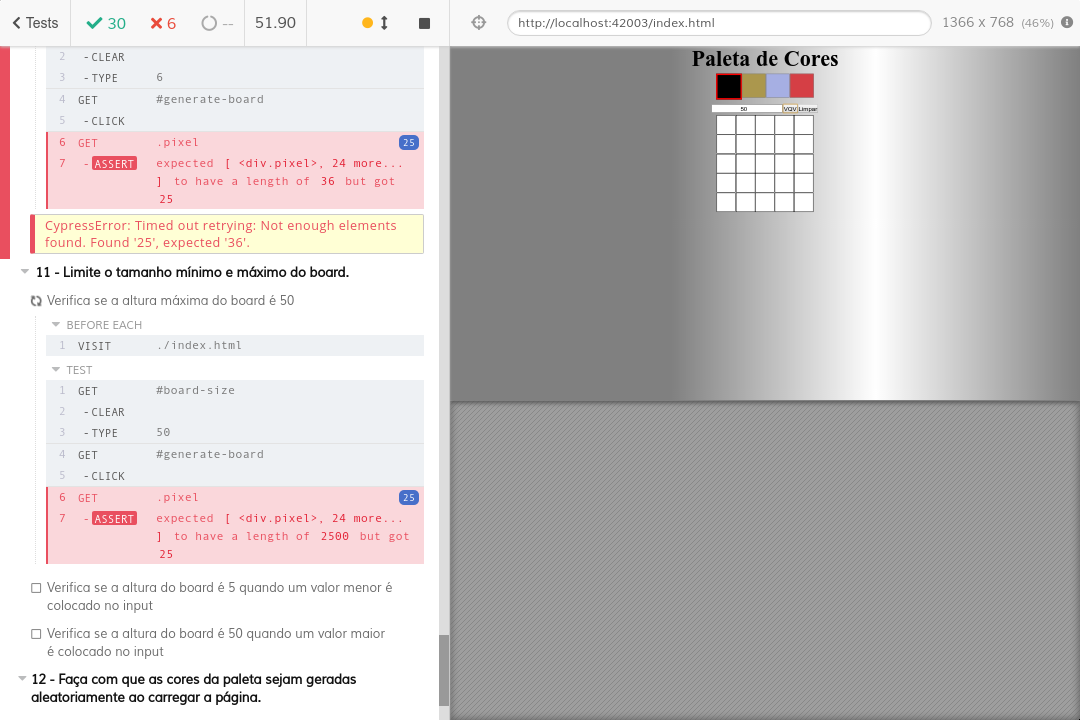 Tests
30
6
--
51.90
http://localhost:42003/index.html
1366 x 768 (46%)
2 -CLEAR
3 -TYPE 6
4 GET #generate-board
5 -CLICK
6 GET .pixel 25
7 -ASSERT expected [ <div.pixel>, 24 more...
] to have a length of 36 but got
25
CypressError: Timed out retrying: Not enough elements
found. Found '25', expected '36'.
11 - Limite o tamanho mínimo e máximo do board.
Verifica se a altura máxima do board é 50
BEFORE EACH
1 VISIT ./index.html
TEST
1 GET #board-size
2 -CLEAR
3 -TYPE 50
4 GET #generate-board
5 -CLICK
6 GET .pixel 25
7 -ASSERT expected [ <div.pixel>, 24 more...
] to have a length of 2500 but got
25
Verifica se a altura do board é 5 quando um valor menor é
colocado no input
Verifica se a altura do board é 50 quando um valor maior
é colocado no input
12 - Faça com que as cores da paleta sejam geradas
aleatoriamente ao carregar a página.
Paleta de Cores
50 VQV Limpar